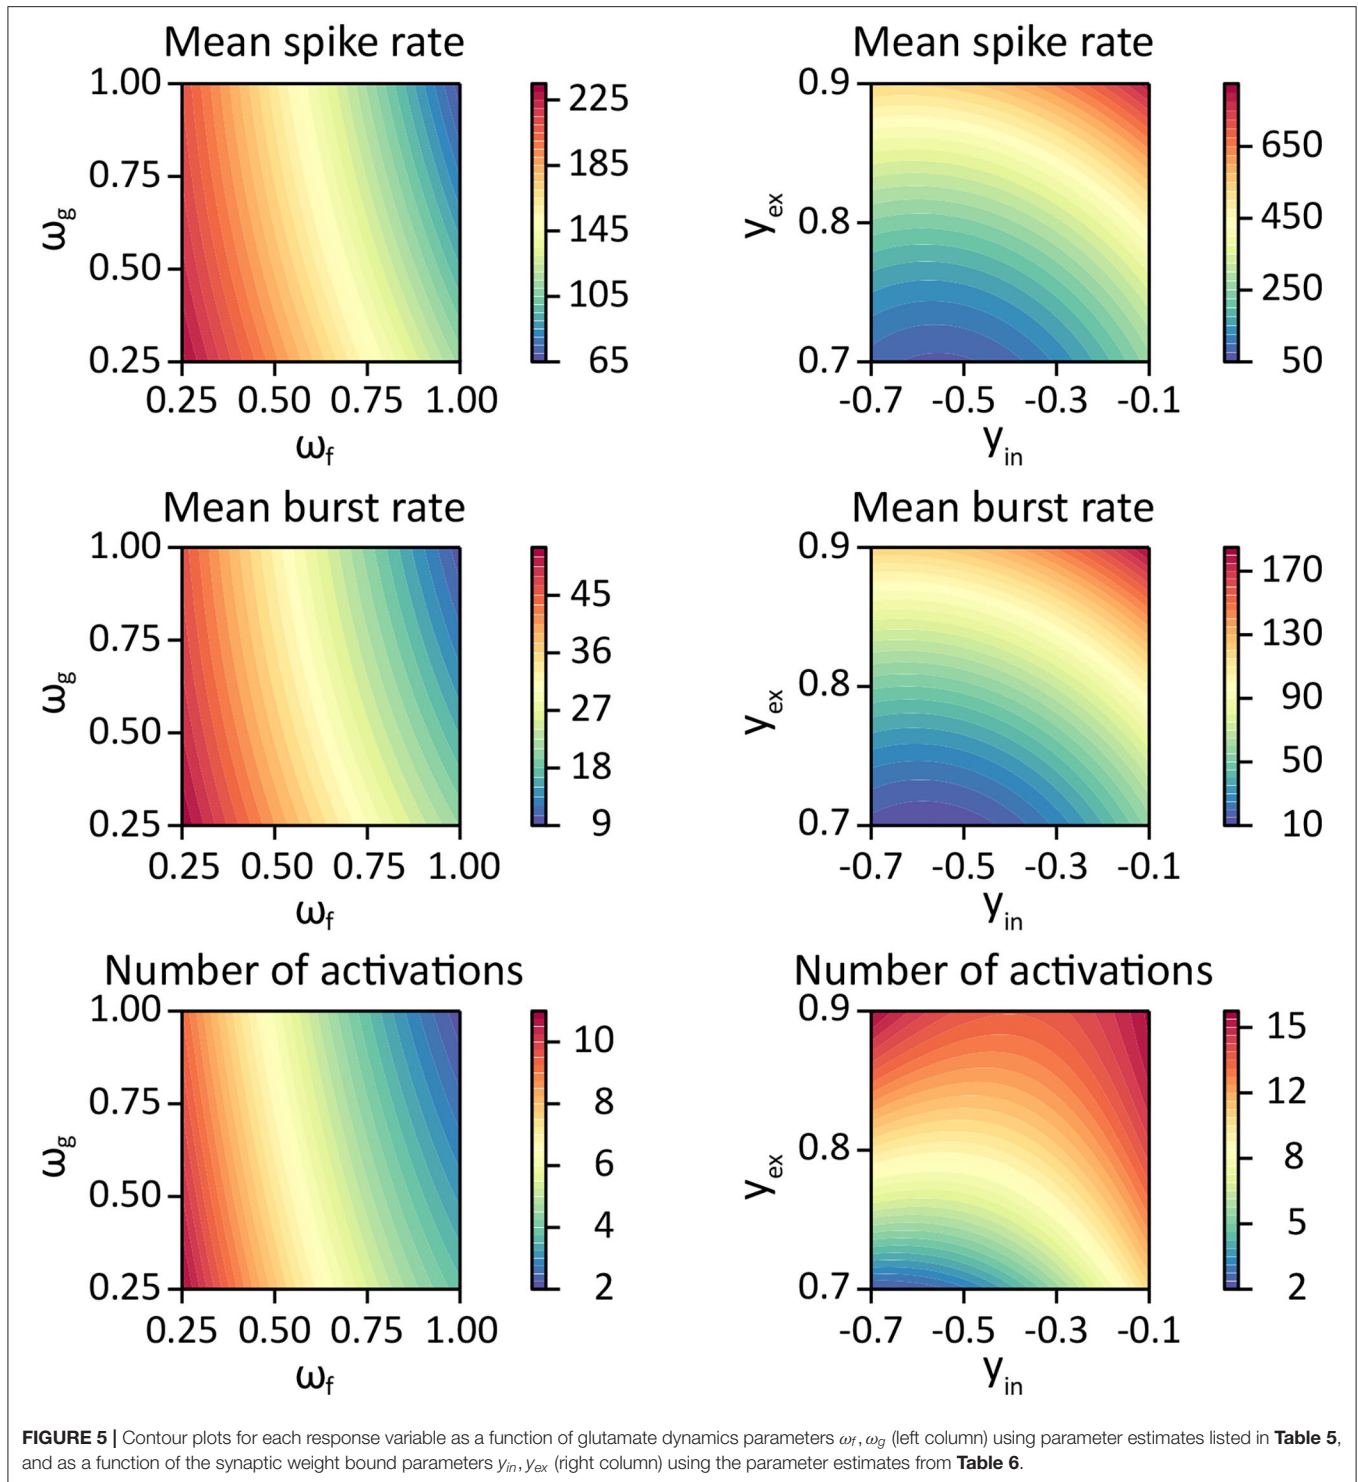 Mean spike rate
1.00
0.75
0.50
0.25
ωg
0.25 0.50 0.75 1.00
ωf
225
185
145
105
65
Mean spike rate
0.9
0.8
0.7
yex
-0.7 -0.5 -0.3 -0.1
yin
650
450
250
50
Mean burst rate
1.00
0.75
0.50
0.25
ωg
0.25 0.50 0.75 1.00
ωf
45
36
27
18
9
Mean burst rate
0.9
0.8
0.7
yex
-0.7 -0.5 -0.3 -0.1
yin
170
130
90
50
10
Number of activations
1.00
0.75
0.50
0.25
ωg
0.25 0.50 0.75 1.00
ωf
10
8
6
4
2
Number of activations
0.9
0.8
0.7
yex
-0.7 -0.5 -0.3 -0.1
yin
15
12
8
5
2
FIGURE 5 | Contour plots for each response variable as a function of glutamate dynamics parameters ωf, ωg (left column) using parameter estimates listed in Table 5,
and as a function of the synaptic weight bound parameters yin, yex (right column) using the parameter estimates from Table 6.